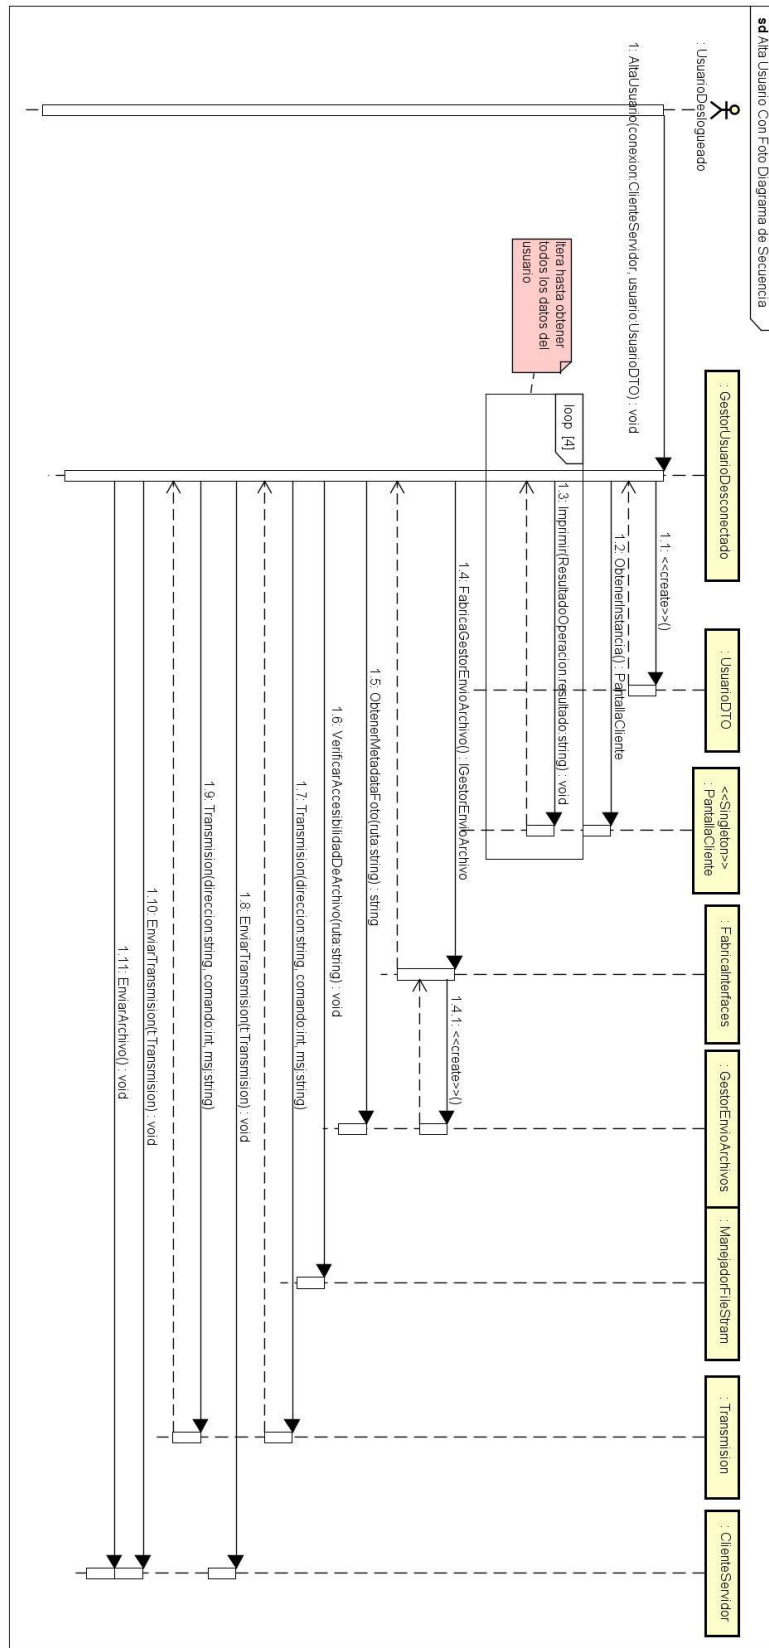 sd Alta Usuario Con Foto Diagrama de Secuencia
: UsuarioDeslogueado
: GestorUsuarioDesconectado
: UsuarioDTO
<<Singleton>>
: PantallaCliente
: FabricaInterfaces
: GestorEnvioArchivos
: ManejadorFileStram
: Transmision
: ClienteServidor
1: AltaUsuario(conexion:ClienteServidor, usuario:UsuarioDTO) : void
1.1: <<create>>()
1.2: ObtenerInstancia() : PantallaCliente
loop [4]
Itera hasta obtener
todos los datos del
usuario
1.3: Imprimir(ResultadoOperacion.resultado:string) : void
1.4: FabricaGestorEnvioArchivo() : IGestorEnvioArchivo
1.4.1: <<create>>()
1.5: ObtenerMetadataFoto(ruta:string) : string
1.6: VerificarAccesibilidadDeArchivo(ruta:string) : void
1.7: Transmision(direccion:string, comando:int, msj:string)
1.8: EnviarTransmision(t:Transmision) : void
1.9: Transmision(direccion:string, comando:int, msj:string)
1.10: EnviarTransmision(t:Transmision) : void
1.11: EnviarArchivo() : void